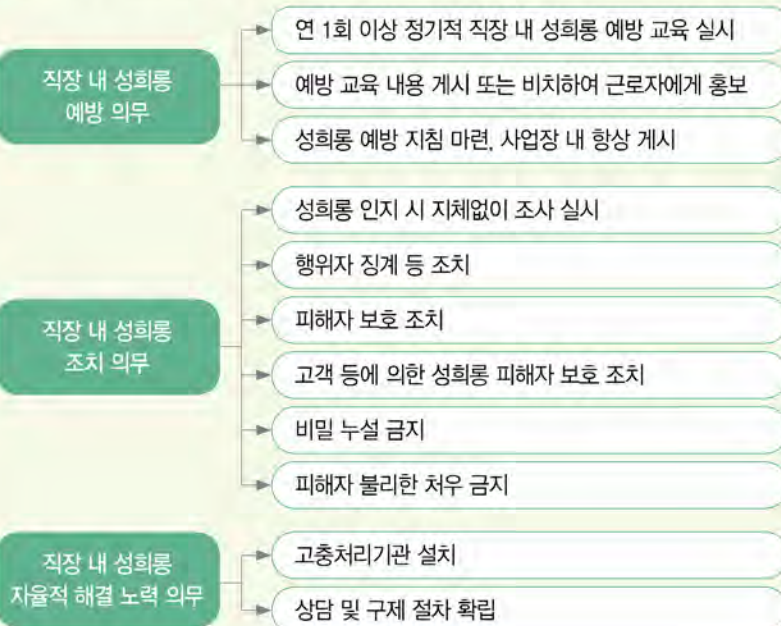 직장 내 성희롱
예방 의무
연 1회 이상 정기적 직장 내 성희롱 예방 교육 실시
예방 교육 내용 게시 또는 비치하여 근로자에게 홍보
성희롱 예방 지침 마련, 사업장 내 항상 게시
직장 내 성희롱
조치 의무
성희롱 인지 시 지체없이 조사 실시
행위자 징계 등 조치
피해자 보호 조치
고객 등에 의한 성희롱 피해자 보호 조치
비밀 누설 금지
피해자 불리한 처우 금지
직장 내 성희롱
자율적 해결 노력 의무
고충처리기관 설치
상담 및 구제 절차 확립